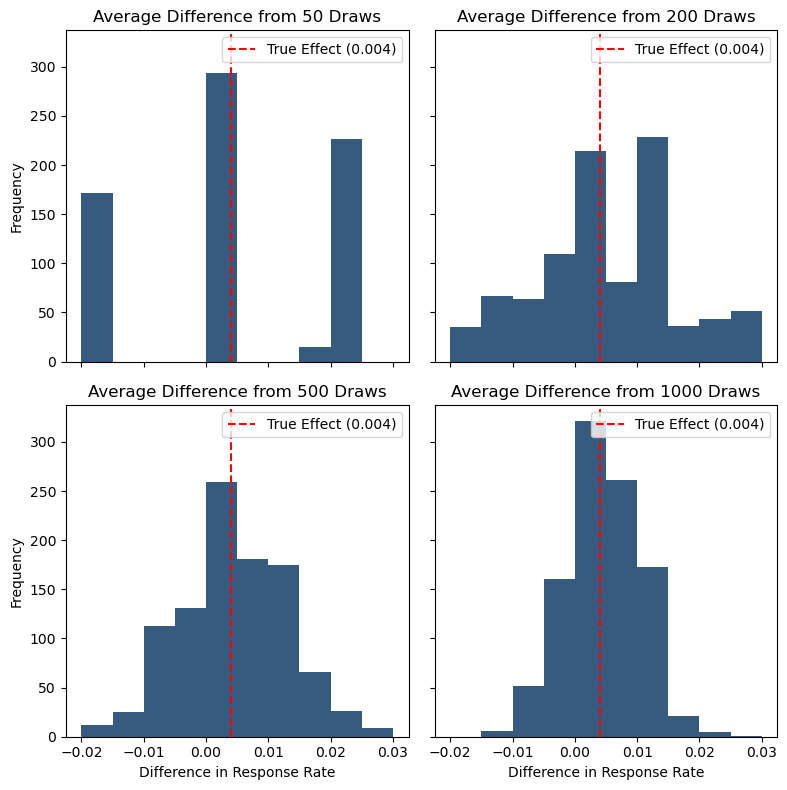 Average Difference from 50 Draws
Average Difference from 200 Draws
True Effect (0.004)
True Effect (0.004)
Frequency
300
250
200
150
100
50
0
Average Difference from 500 Draws
Average Difference from 1000 Draws
True Effect (0.004)
True Effect (0.004)
Frequency
300
250
200
150
100
50
0
−0.02 −0.01 0.00 0.01 0.02 0.03
−0.02 −0.01 0.00 0.01 0.02 0.03
Difference in Response Rate
Difference in Response Rate